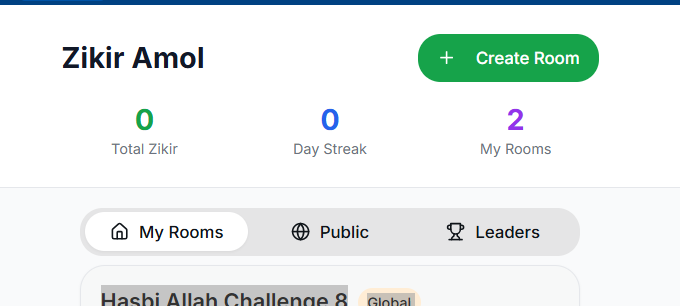 Zikir Amol
+ Create Room
0 0 2
Total Zikir Day Streak My Rooms
My Rooms Public Leaders
Hasbi Allah Challenge 8 Global